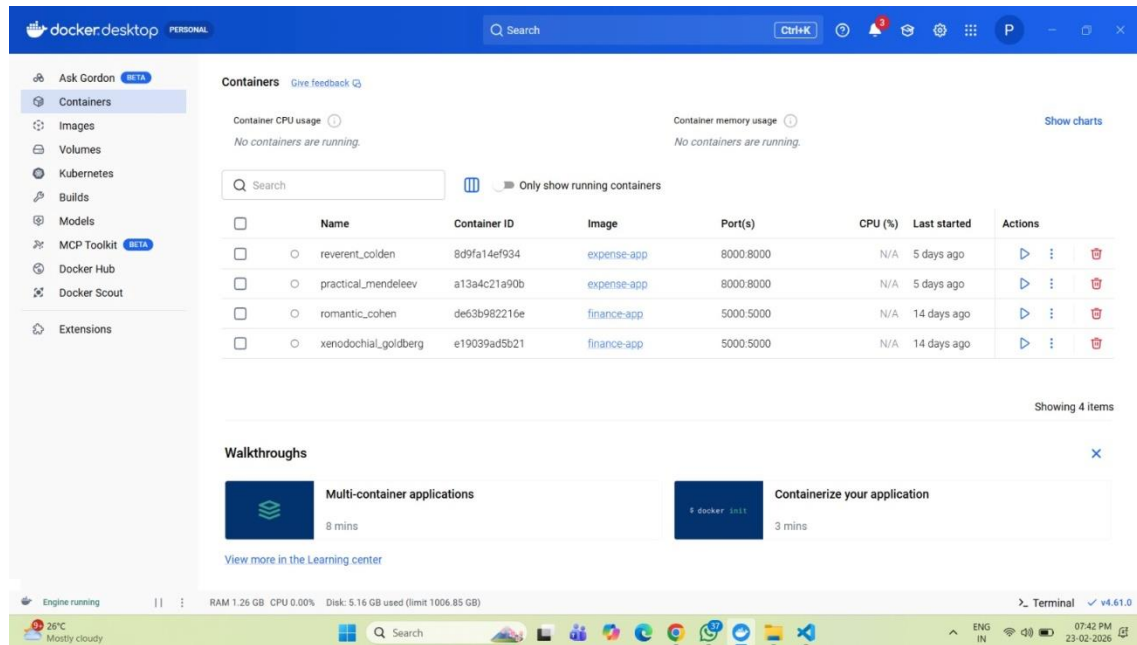 docker.desktop PERSONAL Search Ctrl+K 3 P
Ask Gordon BETA
Containers
Images
Volumes
Kubernetes
Builds
Models
MCP Toolkit BETA
Docker Hub
Docker Scout
Extensions
Containers Give feedback
Container CPU usage
No containers are running.
Container memory usage
No containers are running.
Show charts
Search
Only show running containers
Name Container ID Image Port(s) CPU (%) Last started Actions
reverent_colden 8d9fa14ef934 expense-app 8000:8000 N/A 5 days ago
practical_mendeleev a13a4c21a90b expense-app 8000:8000 N/A 5 days ago
romantic_cohen de63b982216e finance-app 5000:5000 N/A 14 days ago
xenodochial_goldberg e19039ad5b21 finance-app 5000:5000 N/A 14 days ago
Showing 4 items
Walkthroughs
Multi-container applications
8 mins
$ docker init
Containerize your application
3 mins
View more in the Learning center
Engine running RAM 1.26 GB CPU 0.00% Disk: 5.16 GB used (limit 1006.85 GB) >_ Terminal v4.61.0
9+ 26°C
Mostly cloudy
Search
37
ENG
IN
07:42 PM
23-02-2026